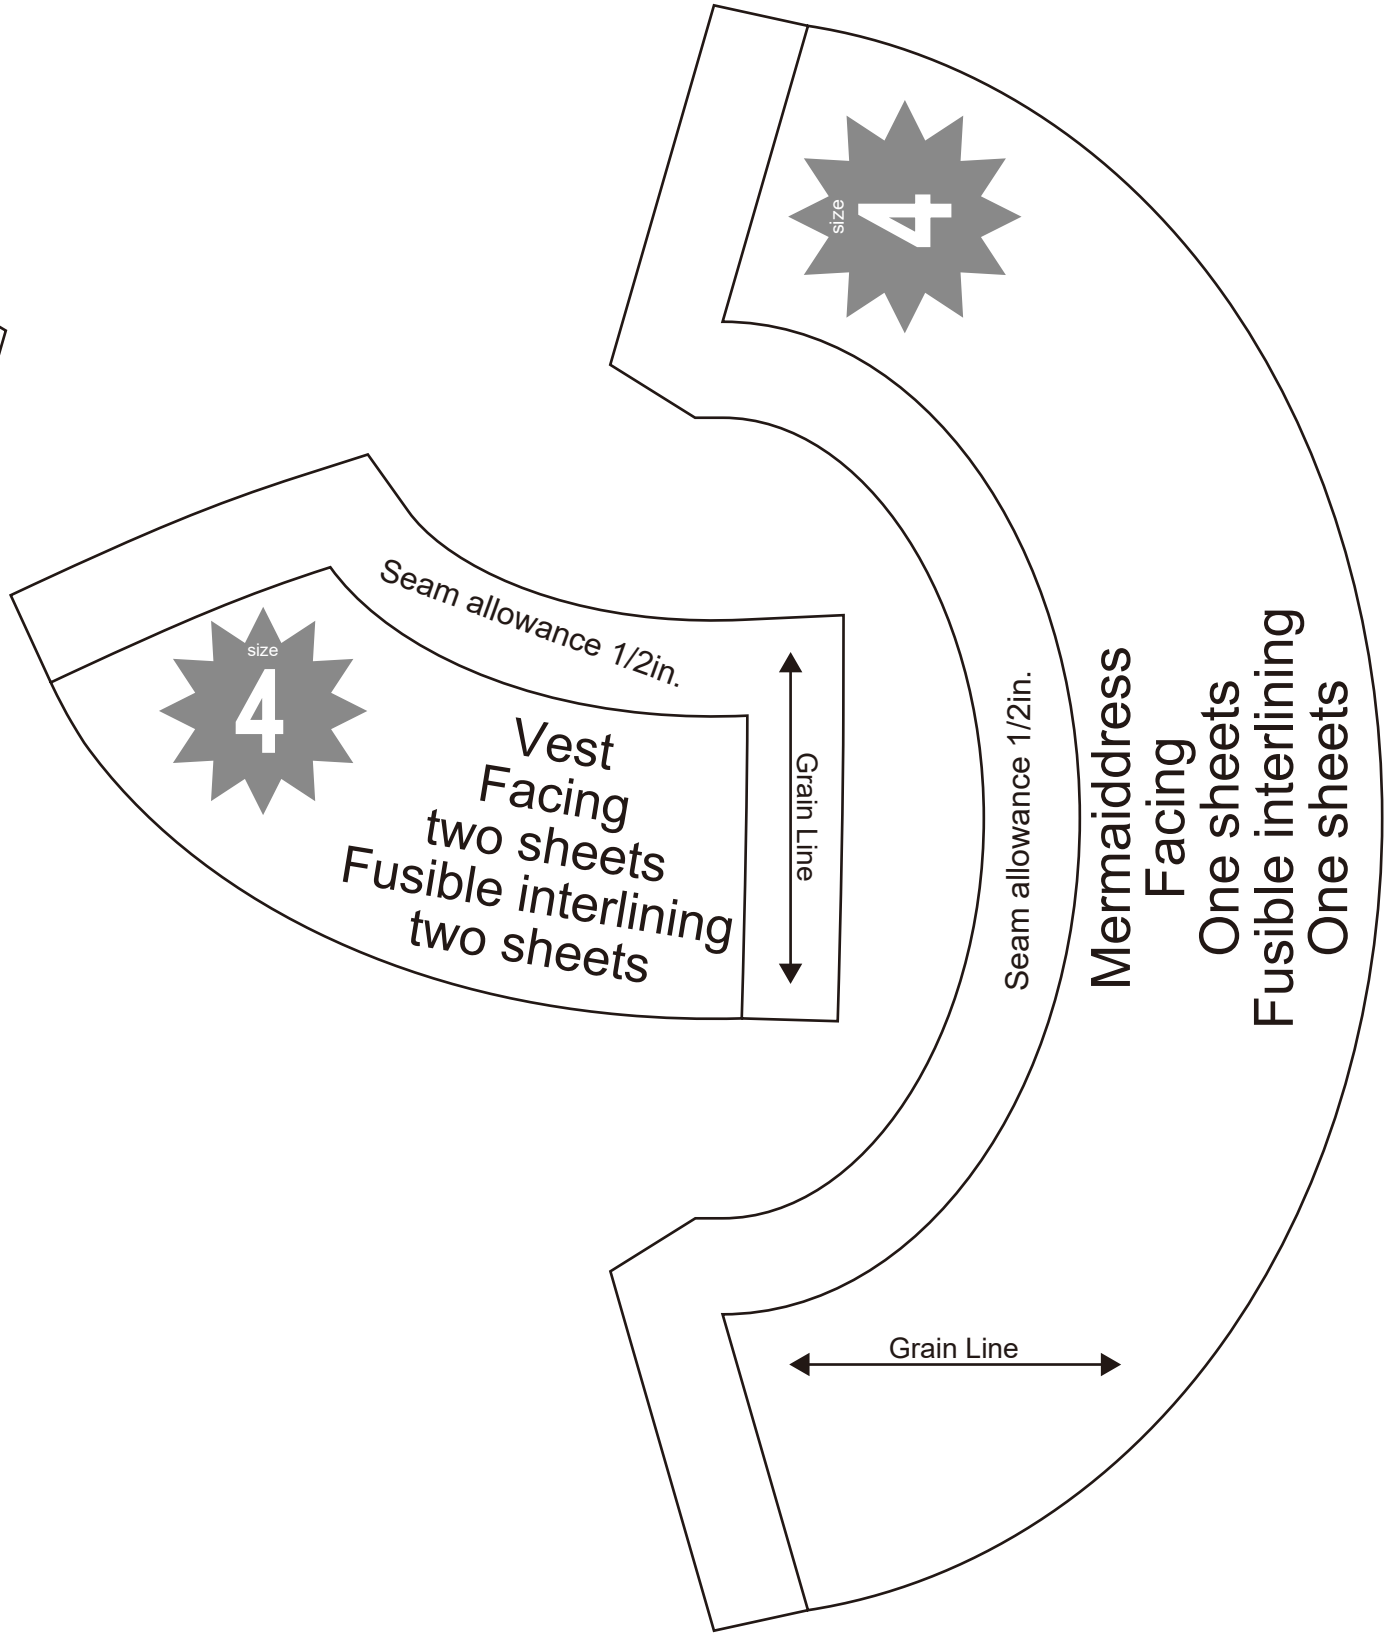 size
4
Seam allowance 1/2in.
Vest
Facing
two sheets
Fusible interlining
two sheets
Grain Line
size
4
Seam allowance 1/2in.
Mermaiddress
Facing
One sheets
Fusible interlining
One sheets
Grain Line